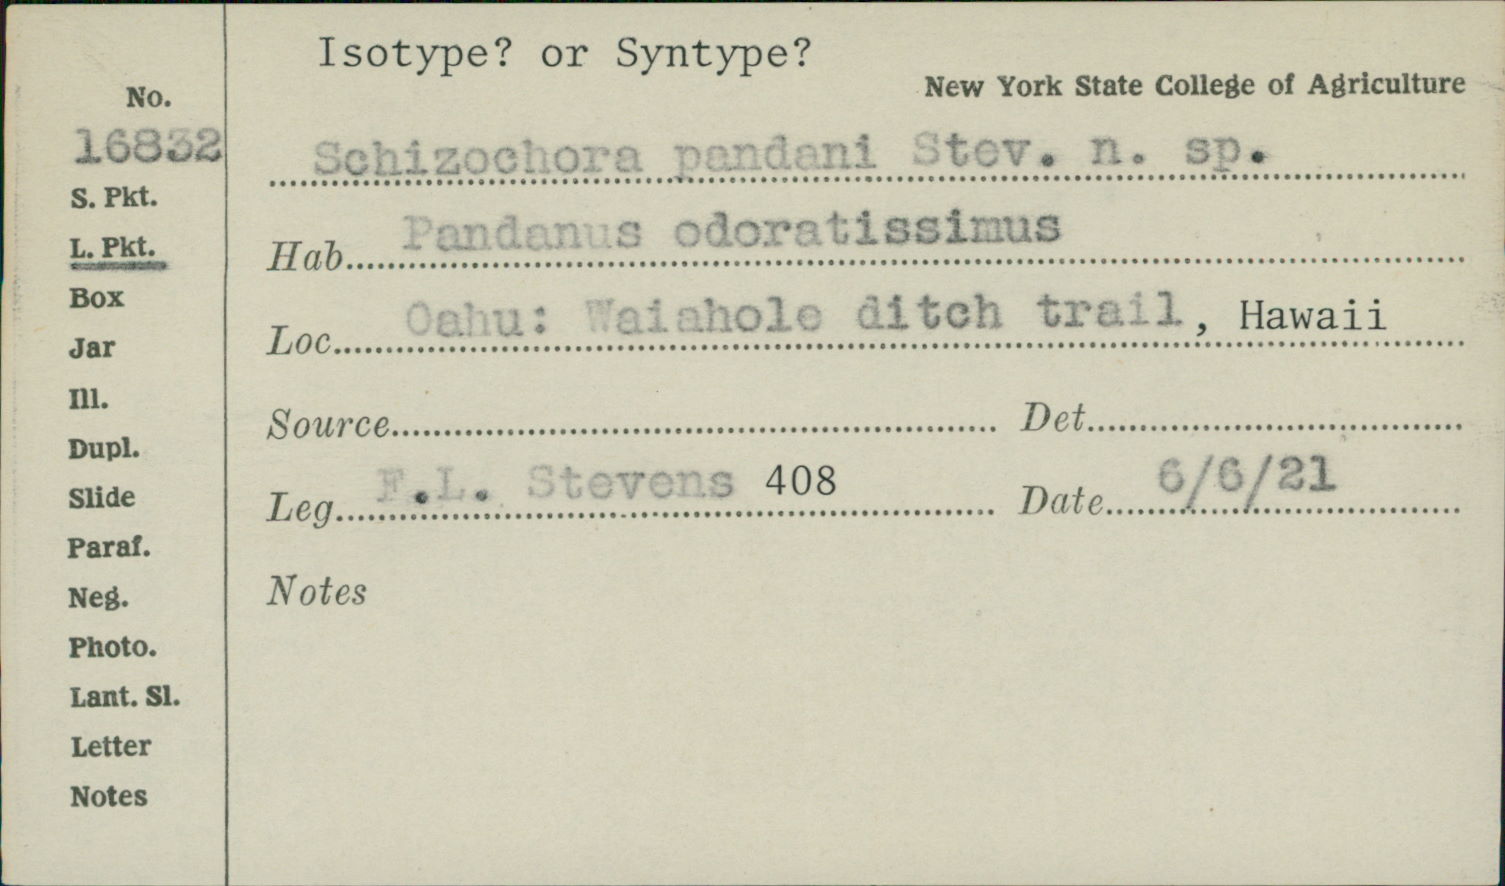 Isotype? or Syntype?
New York State College of Agriculture
No.
16832
S. Pkt.
L. Pkt.
Box
Jar
Ill.
Dupl.
Slide
Paraf.
Neg.
Photo.
Lant. Sl.
Letter
Notes
Schizochora pandani Stev. n. sp.
Hab. Pandanus odoratissimus
Loc. Oahu: Waiahole ditch trail, Hawaii
Source Det.
Leg. F.L. Stevens 408 Date 6/6/21
Notes